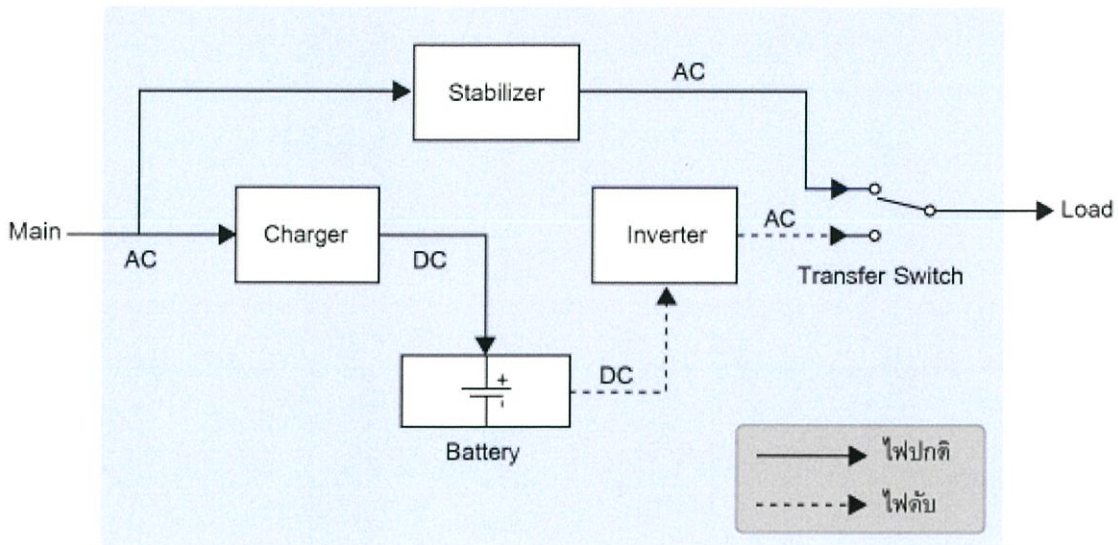 Stabilizer
AC
Main
AC
Charger
DC
Inverter
AC
Transfer Switch
Load
+
-
DC
Battery
ไฟปกติ
ไฟดับ